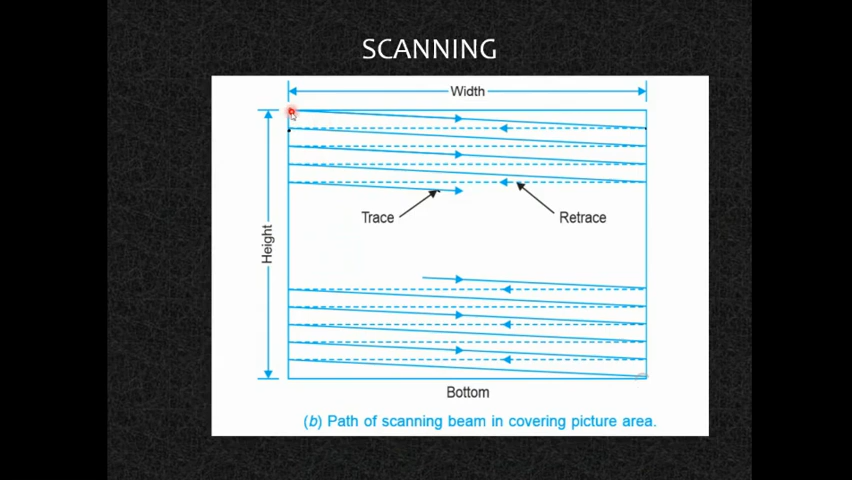 SCANNING
Width
Height
Trace
Retrace
Bottom
(b) Path of scanning beam in covering picture area.